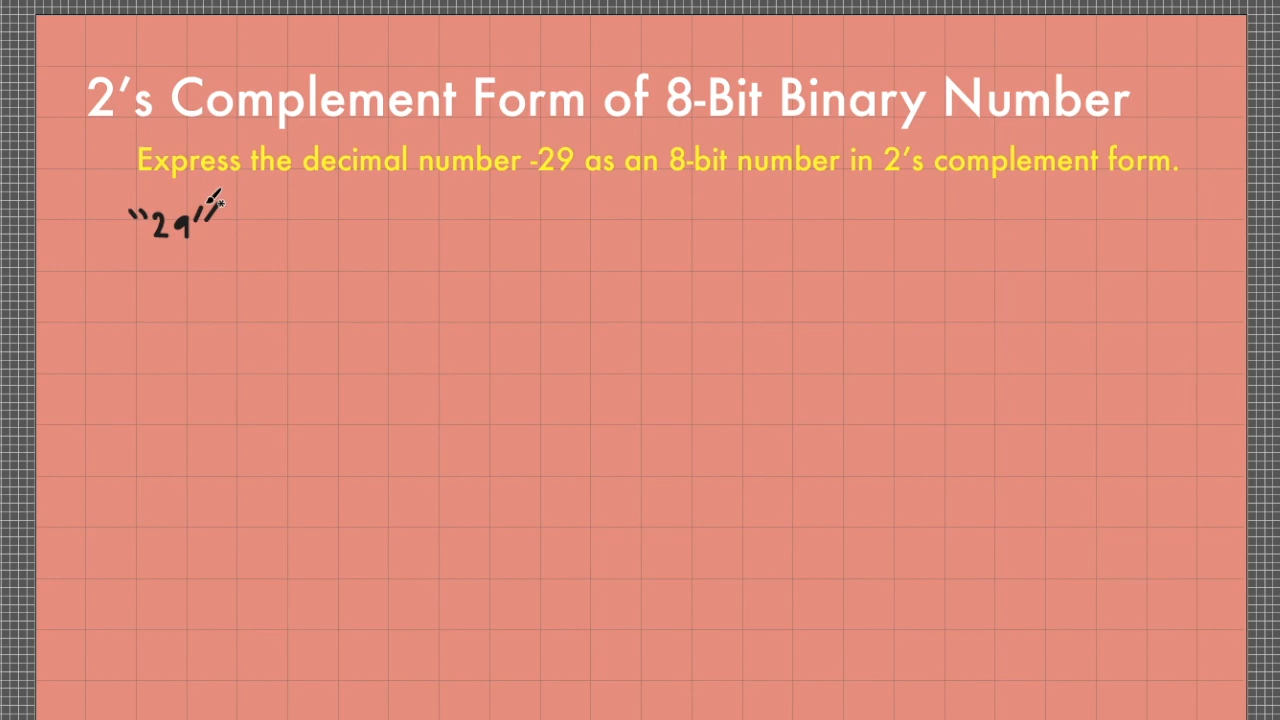 2’s Complement Form of 8-Bit Binary Number
Express the decimal number -29 as an 8-bit number in 2’s complement form.
"29"